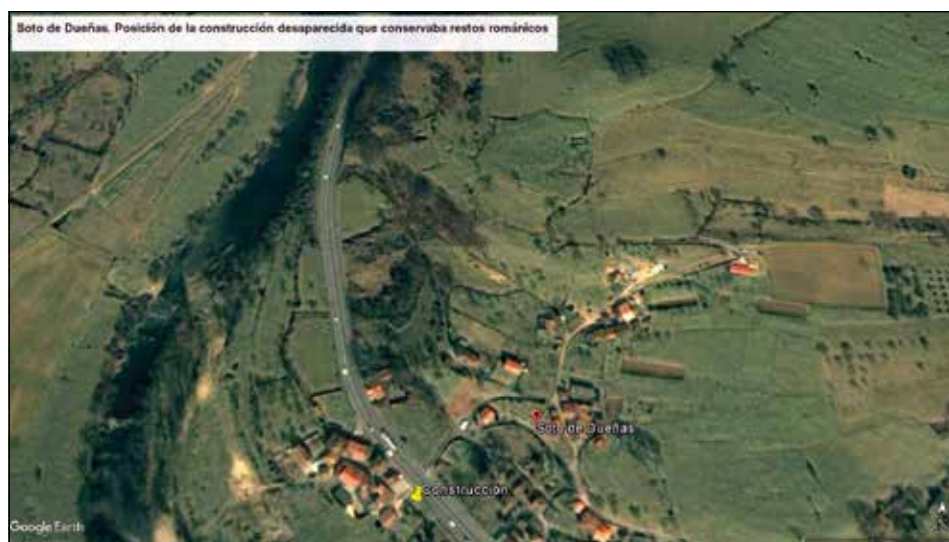 Soto de Dueñas. Posición de la construcción desaparecida que conservaba restos románicos
Soto de Dueñas
Construcción
Google Earth